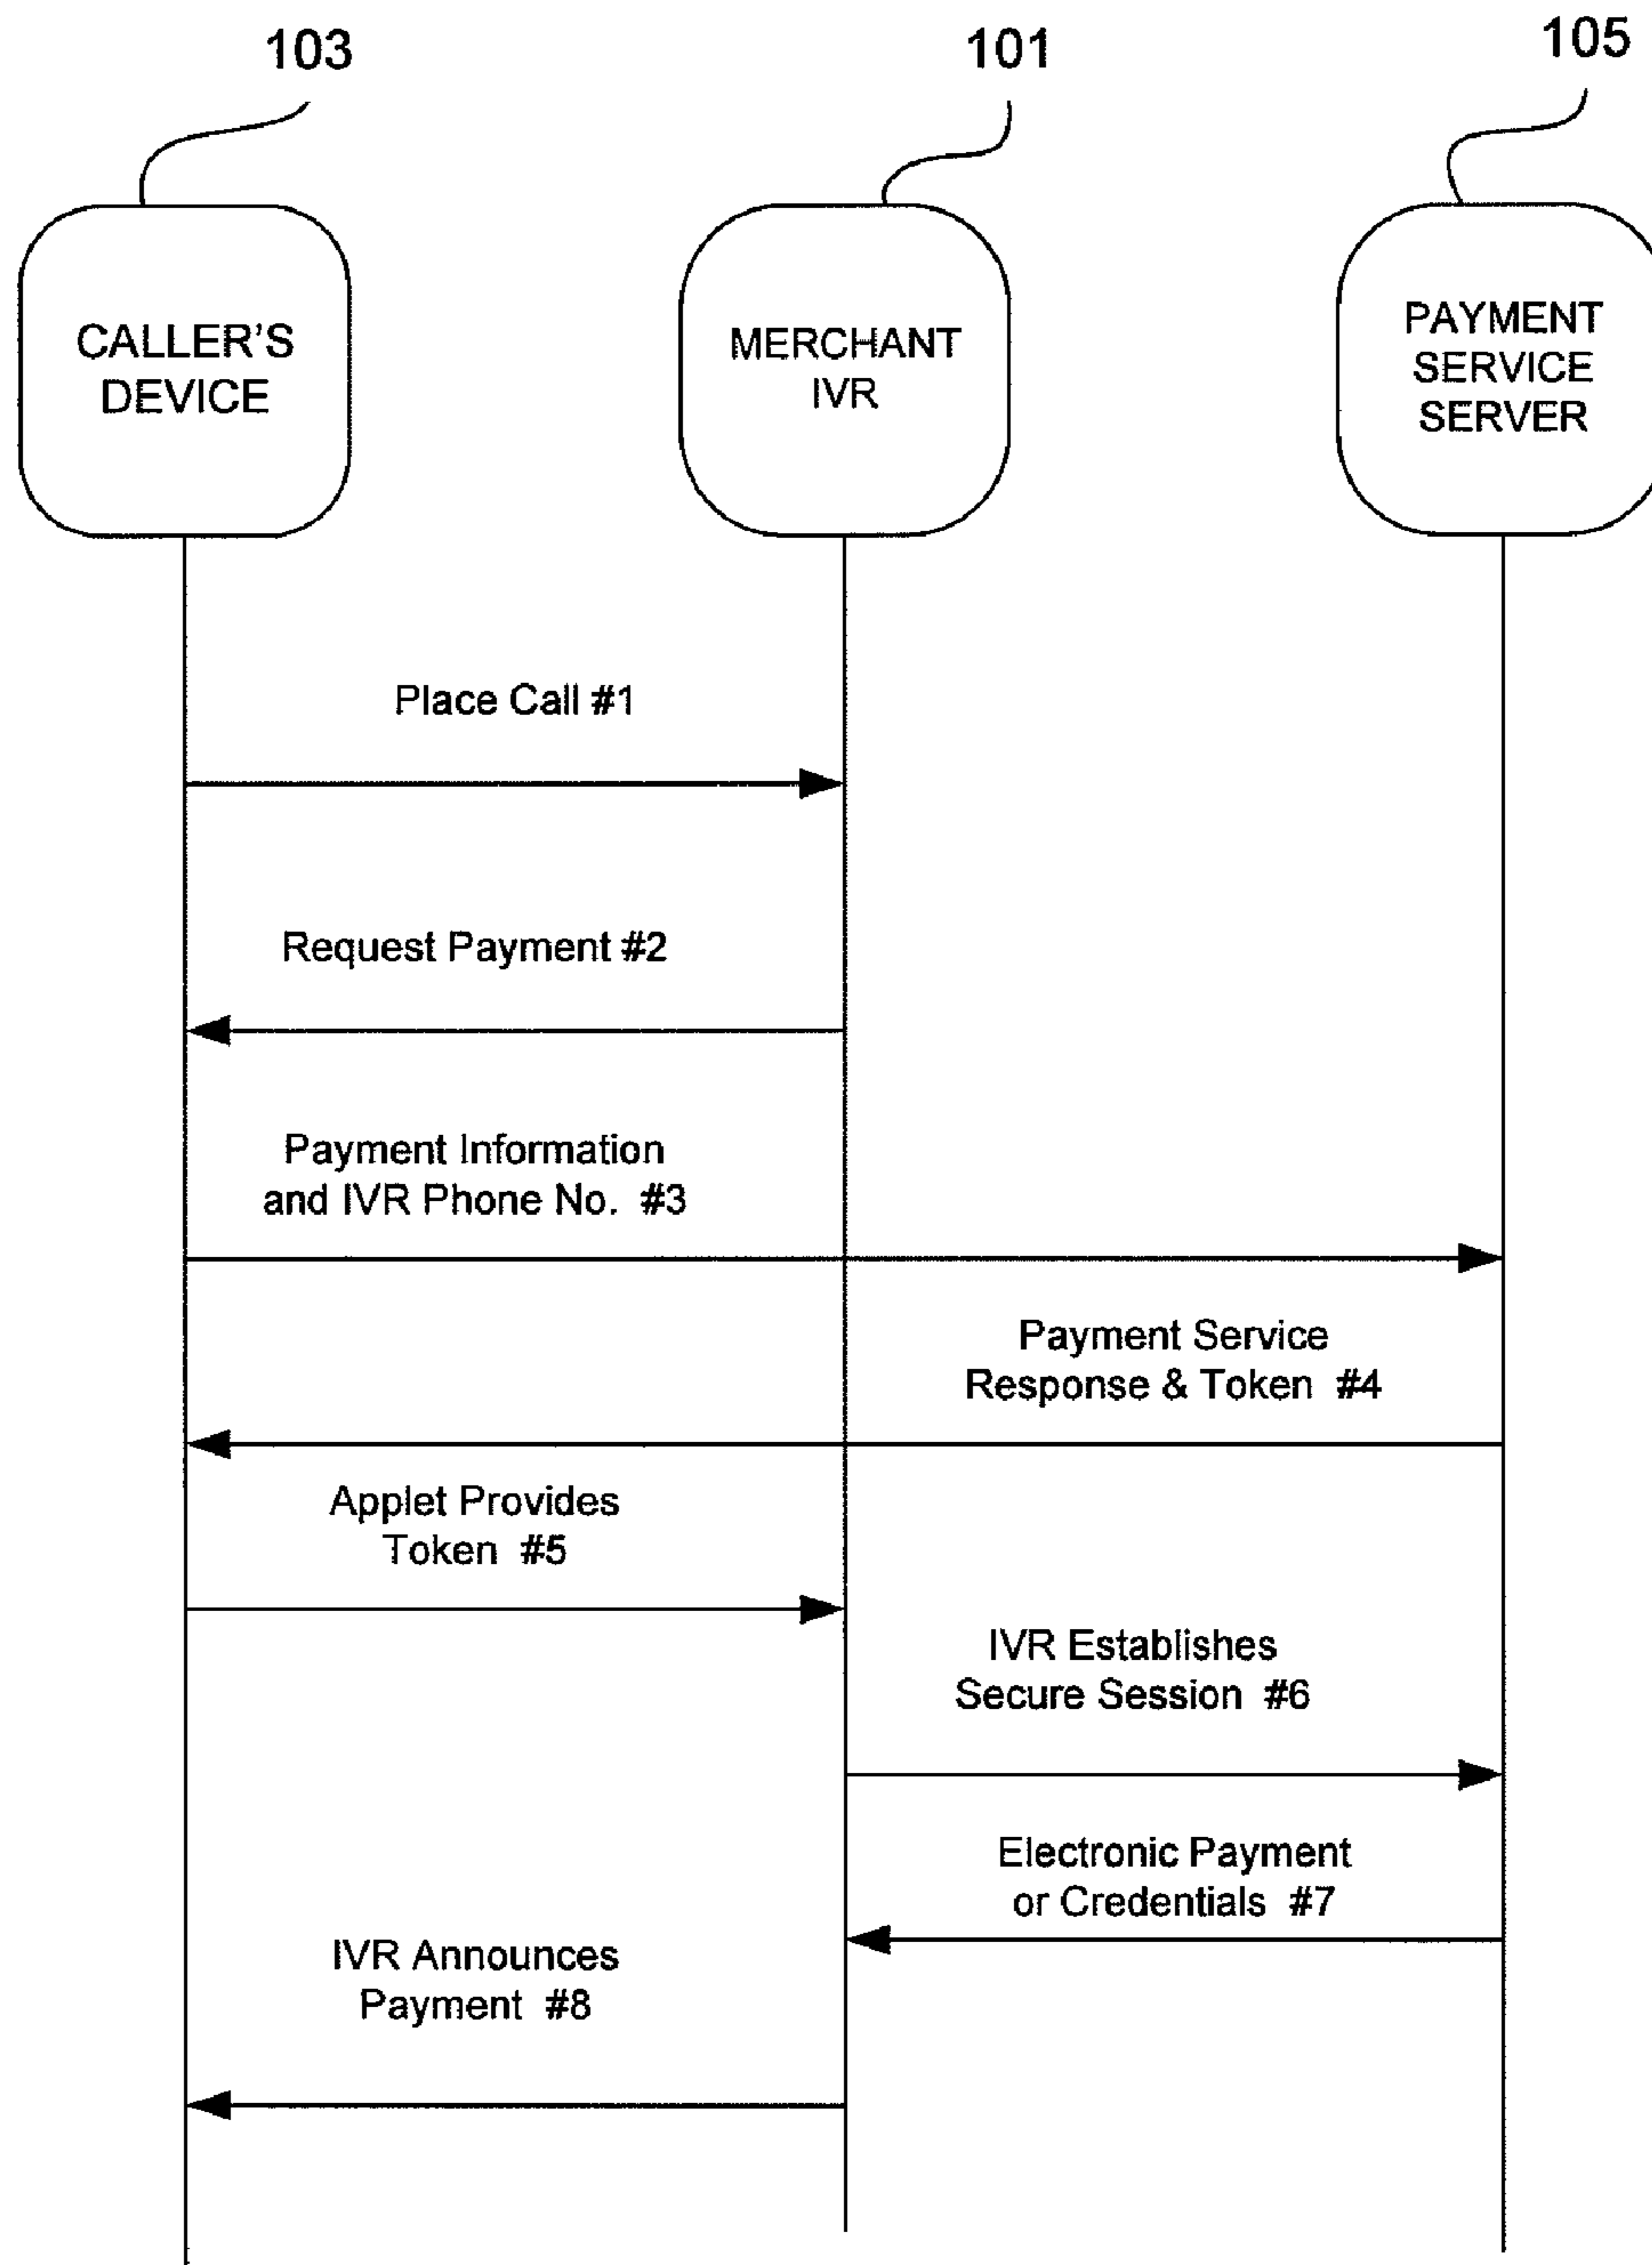 103
101
105
CALLER'S
DEVICE
MERCHANT
IVR
PAYMENT
SERVICE
SERVER
Place Call #1
Request Payment #2
Payment Information
and IVR Phone No. #3
Payment Service
Response & Token #4
Applet Provides
Token #5
IVR Establishes
Secure Session #6
Electronic Payment
or Credentials #7
IVR Announces
Payment #8